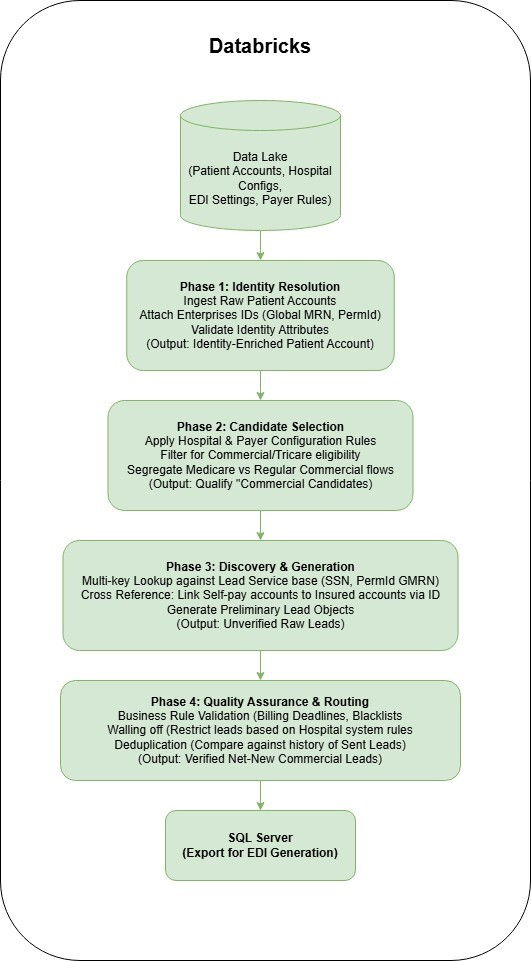 Databricks
Data Lake
(Patient Accounts, Hospital
Configs,
EDI Settings, Payer Rules)
Phase 1: Identity Resolution
Ingest Raw Patient Accounts
Attach Enterprises IDs (Global MRN, PermId)
Validate Identity Attributes
(Output: Identity-Enriched Patient Account)
Phase 2: Candidate Selection
Apply Hospital & Payer Configuration Rules
Filter for Commercial/Tricare eligibility
Segregate Medicare vs Regular Commercial flows
(Output: Qualify "Commercial Candidates)
Phase 3: Discovery & Generation
Multi-key Lookup against Lead Service base (SSN, PermId GMRN)
Cross Reference: Link Self-pay accounts to Insured accounts via ID
Generate Preliminary Lead Objects
(Output: Unverified Raw Leads)
Phase 4: Quality Assurance & Routing
Business Rule Validation (Billing Deadlines, Blacklists
Walling off (Restrict leads based on Hospital system rules
Deduplication (Compare against history of Sent Leads)
(Output: Verified Net-New Commercial Leads)
SQL Server
(Export for EDI Generation)